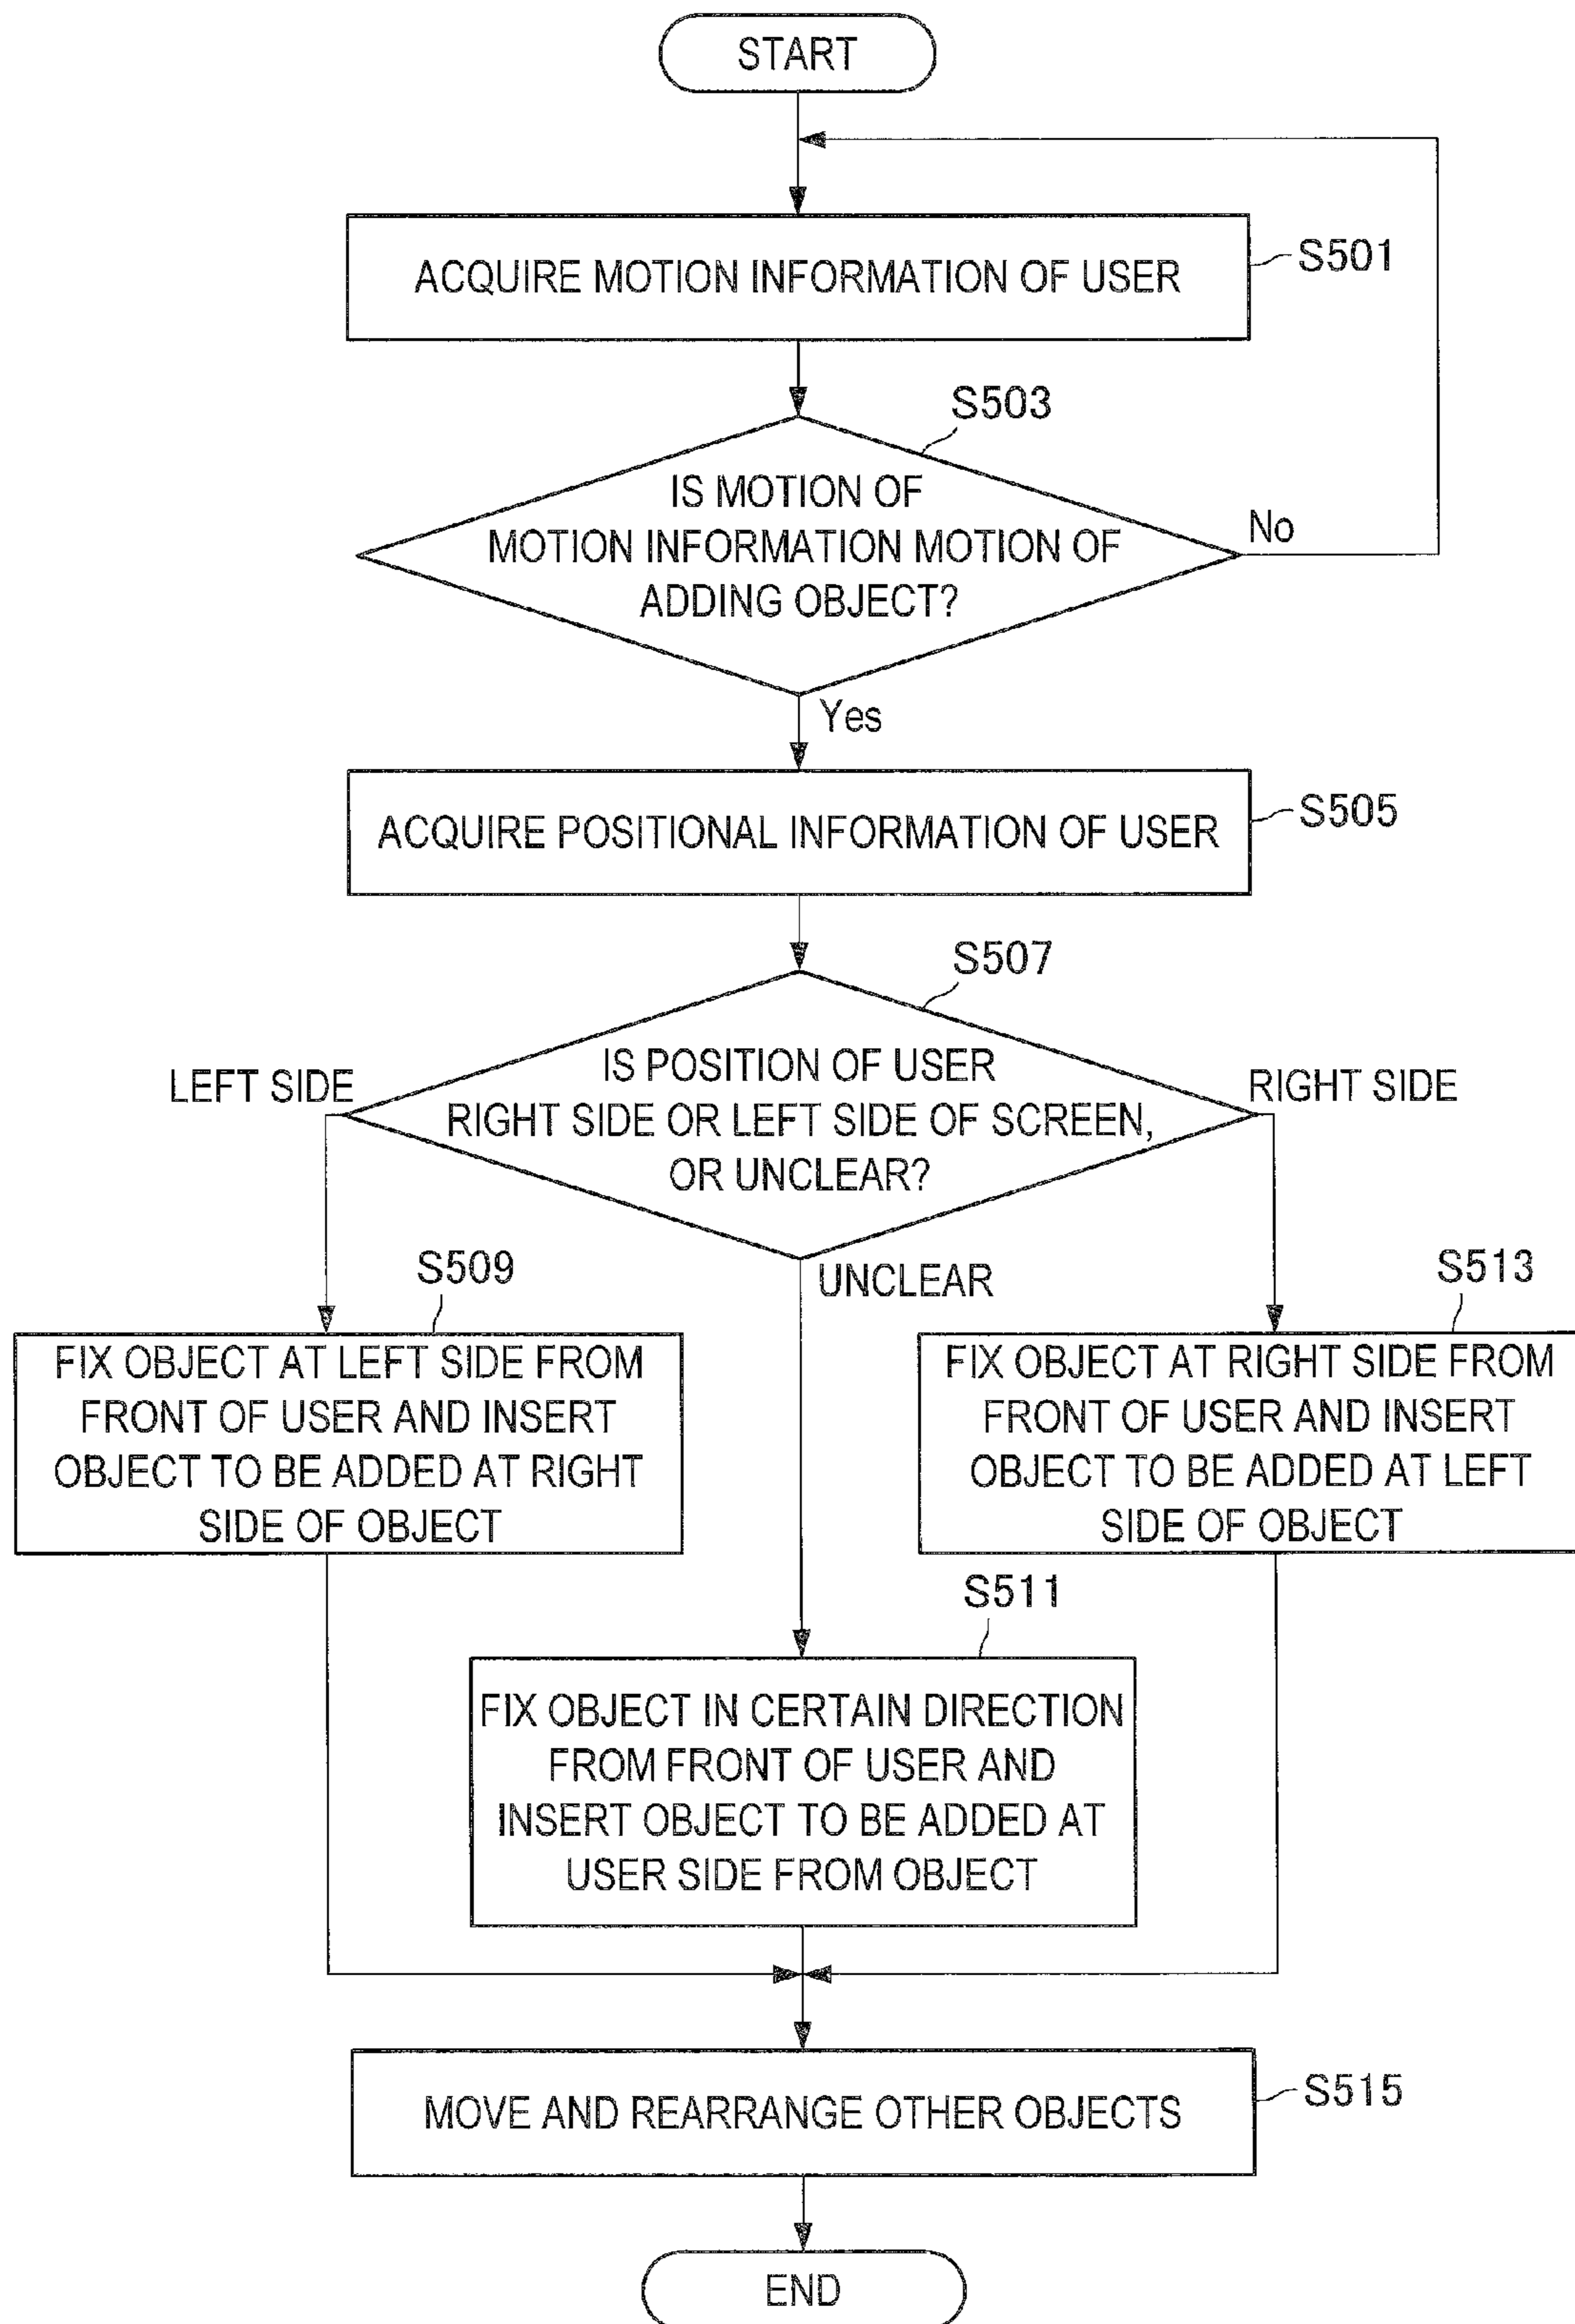 START
ACQUIRE MOTION INFORMATION OF USER
S501
S503
IS MOTION OF
MOTION INFORMATION MOTION OF
ADDING OBJECT?
No
Yes
ACQUIRE POSITIONAL INFORMATION OF USER
S505
S507
IS POSITION OF USER
RIGHT SIDE OR LEFT SIDE OF SCREEN,
OR UNCLEAR?
LEFT SIDE
RIGHT SIDE
UNCLEAR
S509
FIX OBJECT AT LEFT SIDE FROM
FRONT OF USER AND INSERT
OBJECT TO BE ADDED AT RIGHT
SIDE OF OBJECT
S513
FIX OBJECT AT RIGHT SIDE FROM
FRONT OF USER AND INSERT
OBJECT TO BE ADDED AT LEFT
SIDE OF OBJECT
S511
FIX OBJECT IN CERTAIN DIRECTION
FROM FRONT OF USER AND
INSERT OBJECT TO BE ADDED AT
USER SIDE FROM OBJECT
MOVE AND REARRANGE OTHER OBJECTS
S515
END